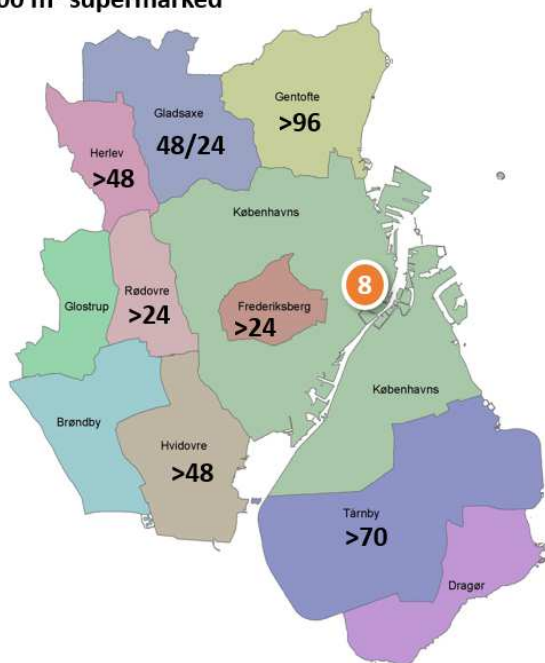 00 m² supermarked
Gentofte
>96
Gladsaxe
48/24
Herlev
>48
Københavns
Glostrup
Rødovre
>24
Frederiksberg
>24
8
Københavns
Brøndby
Hvidovre
>48
Tårnby
>70
Dragør